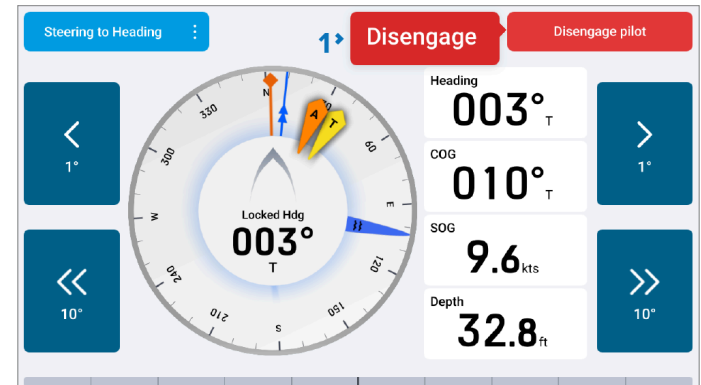 Steering to Heading
1
Disengage
Disengage pilot
1°
10°
N
330
300
W
240
210
S
150
120
E
60
A
T
Locked Hdg
003°
T
Heading
003° T
COG
010° T
SOG
9.6 kts
Depth
32.8 ft
1°
10°